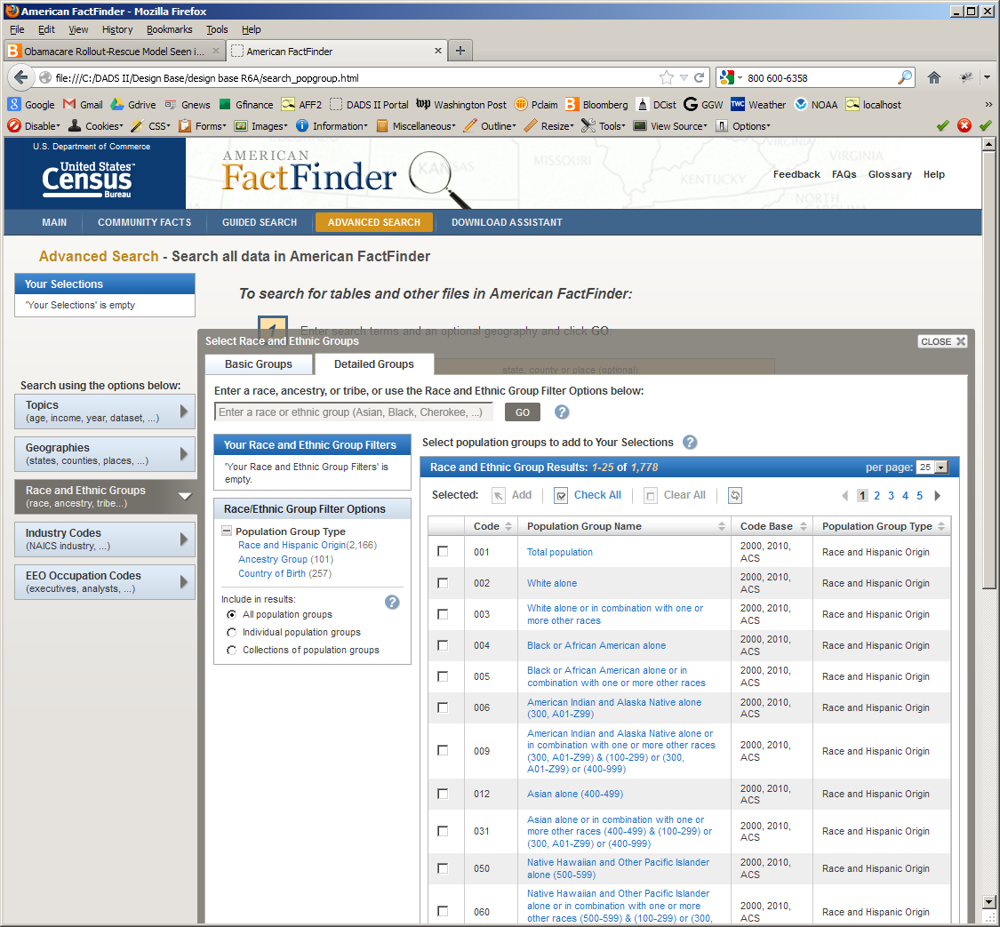 American FactFinder - Mozilla Firefox
File Edit View History Bookmarks Tools Help
Obamacare Rollout-Rescue Model Seen i...
American FactFinder
file:///C:/DADS II/Design Base/design base R6A/search_popgroup.html
800 600-6358
Google Gmail Gdrive Gnews Gfinance AFF2 DADS II Portal Washington Post Pclaim Bloomberg DCist GGW Weather NOAA localhost
Disable Cookies CSS Forms Images Information Miscellaneous Outline Resize Tools View Source Options
U.S. Department of Commerce
United States™
Census
Bureau
AMERICAN
FactFinder
KANSAS
MISSOURI
KENTUCKY
VIRGINIA
NORTH
CAROLINA
Feedback FAQs Glossary Help
MAIN COMMUNITY FACTS GUIDED SEARCH ADVANCED SEARCH DOWNLOAD ASSISTANT
Advanced Search - Search all data in American FactFinder
Your Selections
'Your Selections' is empty
To search for tables and other files in American FactFinder:
1
Enter search terms and an optional geography and click GO.
state, county or place (optional)
Search using the options below:
Topics
(age, income, year, dataset, ...)
Geographies
(states, counties, places, ...)
Race and Ethnic Groups
(race, ancestry, tribe...)
Industry Codes
(NAICS industry, ...)
EEO Occupation Codes
(executives, analysts, ...)
Select Race and Ethnic Groups
CLOSE X
Basic Groups
Detailed Groups
Enter a race, ancestry, or tribe, or use the Race and Ethnic Group Filter Options below:
Enter a race or ethnic group (Asian, Black, Cherokee, ...)
GO
?
Your Race and Ethnic Group Filters
'Your Race and Ethnic Group Filters' is
empty.
Race/Ethnic Group Filter Options
Population Group Type
Race and Hispanic Origin(2,166)
Ancestry Group (101)
Country of Birth (257)
Include in results:
?
All population groups
Individual population groups
Collections of population groups
Select population groups to add to Your Selections
?
Race and Ethnic Group Results: 1-25 of 1,778
per page: 25
Selected: Add Check All Clear All
1 2 3 4 5
Code Population Group Name Code Base Population Group Type
001 Total population 2000, 2010, ACS Race and Hispanic Origin
002 White alone 2000, 2010, ACS Race and Hispanic Origin
003 White alone or in combination with one or more other races 2000, 2010, ACS Race and Hispanic Origin
004 Black or African American alone 2000, 2010, ACS Race and Hispanic Origin
005 Black or African American alone or in combination with one or more other races 2000, 2010, ACS Race and Hispanic Origin
006 American Indian and Alaska Native alone (300, A01-Z99) 2000, 2010, ACS Race and Hispanic Origin
009 American Indian and Alaska Native alone or in combination with one or more other races (300, A01-Z99) & (100-299) or (300, A01-Z99) or (400-999) 2000, 2010, ACS Race and Hispanic Origin
012 Asian alone (400-499) 2000, 2010, ACS Race and Hispanic Origin
031 Asian alone or in combination with one or more other races (400-499) & (100-299) or (300, A01-Z99) or (400-999) 2000, 2010, ACS Race and Hispanic Origin
050 Native Hawaiian and Other Pacific Islander alone (500-599) 2000, 2010, ACS Race and Hispanic Origin
060 Native Hawaiian and Other Pacific Islander alone or in combination with one or more other races (500-599) & (100-299) or (300, 2000, 2010, ACS Race and Hispanic Origin